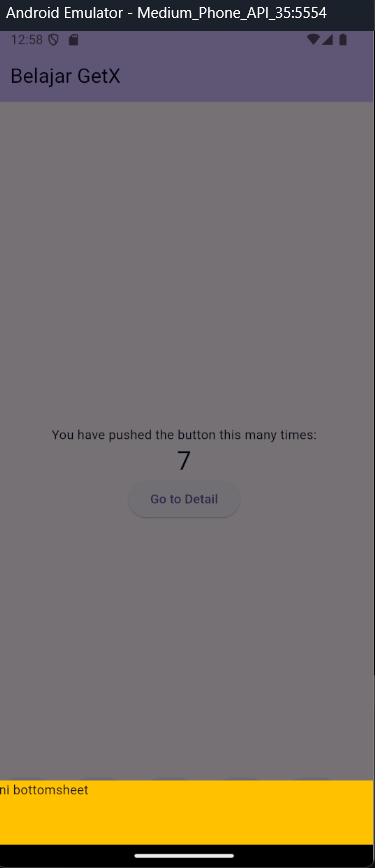 Android Emulator - Medium_Phone_API_35:5554
12:58
Belajar GetX
You have pushed the button this many times:
7
Go to Detail
ni bottomsheet